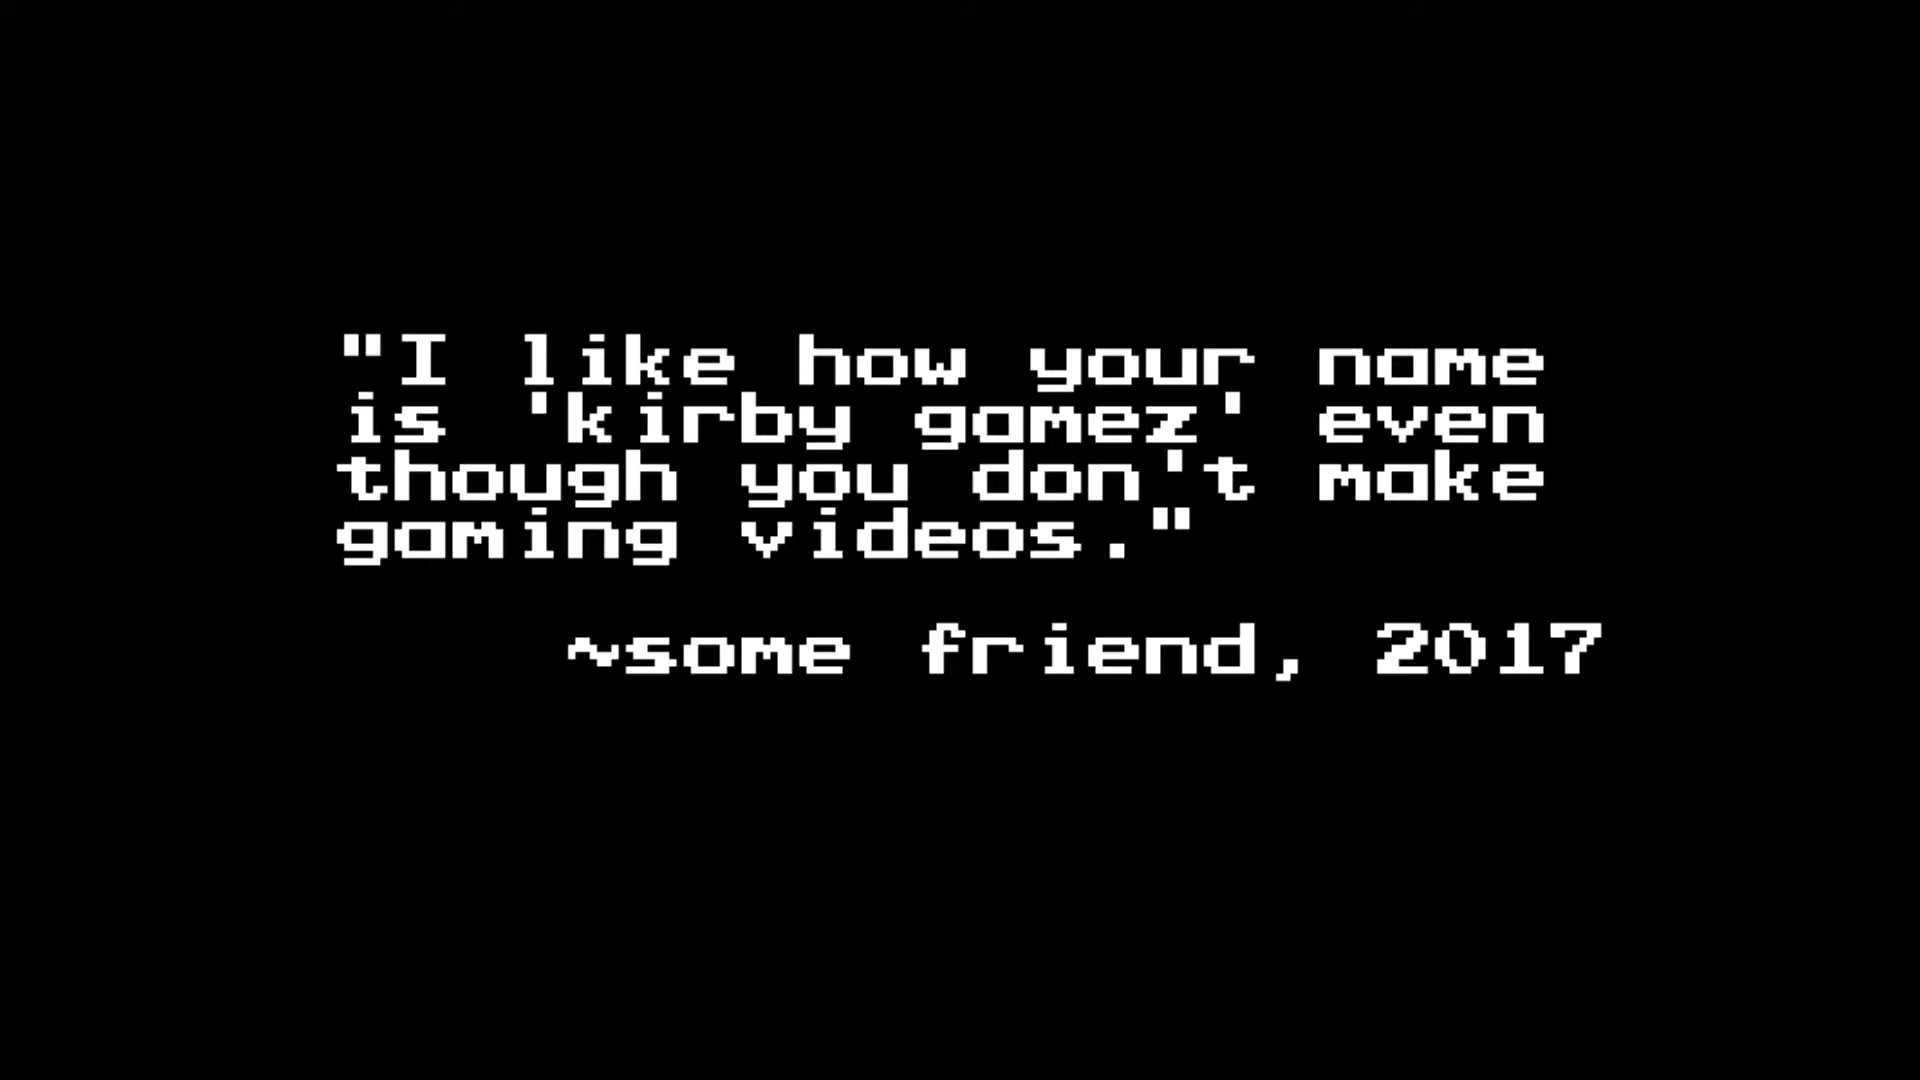 "I like how your name
is 'kirby gamez' even
though you don't make
gaming videos."
~some friend, 2017